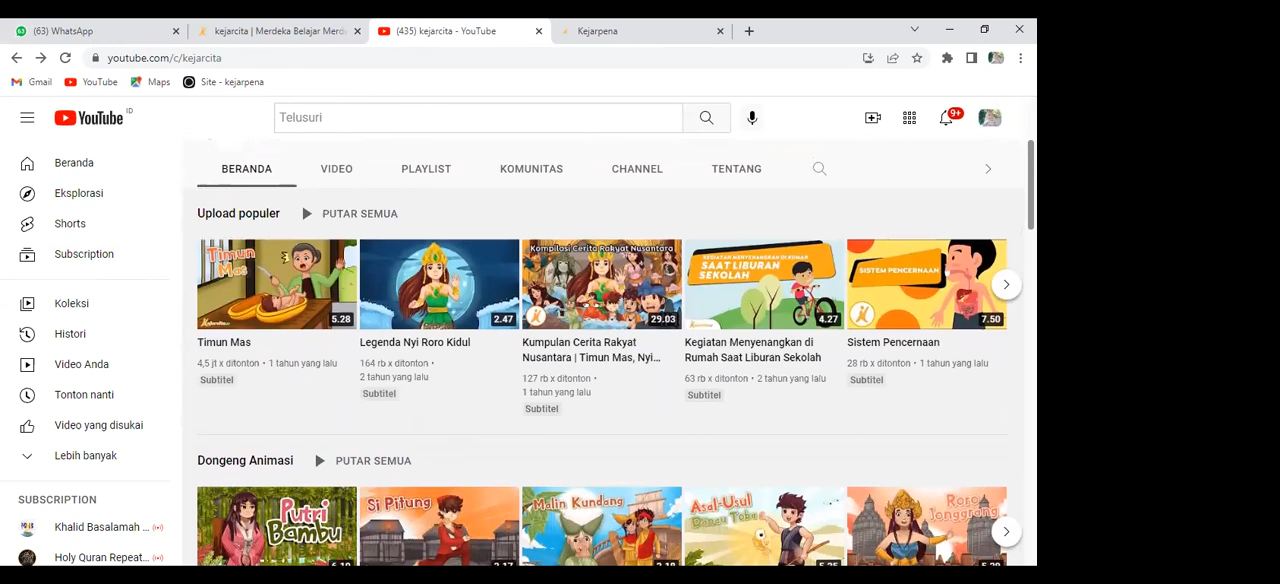 (63) WhatsApp
kejarcita | Merdeka Belajar Merd
(435) kejarcita - YouTube
Kejarpena
youtube.com/c/kejarcita
Gmail
YouTube
Maps
Site - kejarpena
YouTube ID
Telusuri
9+
Beranda
Eksplorasi
Shorts
Subscription
Koleksi
Histori
Video Anda
Tonton nanti
Video yang disukai
Lebih banyak
SUBSCRIPTION
Khalid Basalamah ...
Holy Quran Repeat...
BERANDA
VIDEO
PLAYLIST
KOMUNITAS
CHANNEL
TENTANG
Upload populer
PUTAR SEMUA
Timun
Mas
5.28
Timun Mas
4,5 jt x ditonton • 1 tahun yang lalu
Subtitel
2.47
Legenda Nyi Roro Kidul
164 rb x ditonton •
2 tahun yang lalu
Subtitel
Kompilasi Cerita Rakyat Nusantara
29.03
Kumpulan Cerita Rakyat
Nusantara | Timun Mas, Nyi...
127 rb x ditonton •
1 tahun yang lalu
Subtitel
KEGIATAN MENYENANGKAN DI RUMAH
SAAT LIBURAN
SEKOLAH
4.27
Kegiatan Menyenangkan di
Rumah Saat Liburan Sekolah
63 rb x ditonton • 2 tahun yang lalu
Subtitel
SISTEM PENCERNAAN
7.50
Sistem Pencernaan
28 rb x ditonton • 1 tahun yang lalu
Subtitel
Dongeng Animasi
PUTAR SEMUA
Putri
Bambu
Si Pitung
Malin Kundang
Asal-Usul
Danau Toba
Roro
Jonggrang